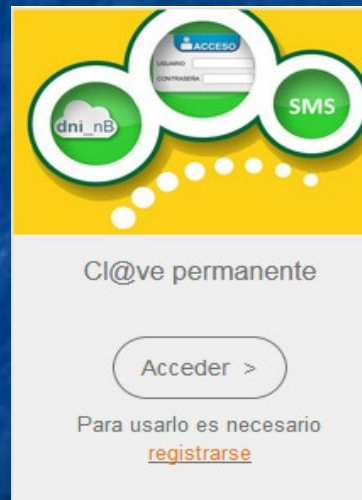 ACCESO
USUARIO
CONTRASEÑA
dni_nB
SMS
Cl@ve permanente
Acceder >
Para usarlo es necesario
registrarse